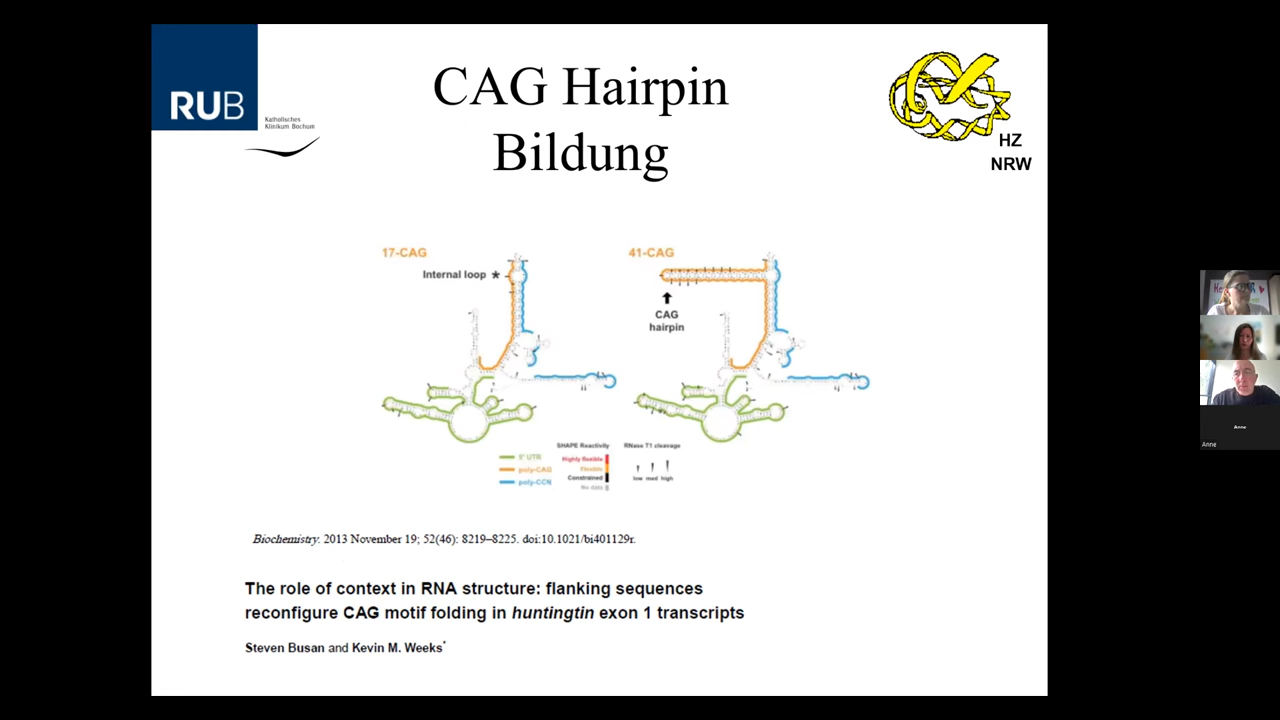 RUB
Katholisches
Klinikum Bochum
CAG Hairpin
Bildung
HZ
NRW
17-CAG
Internal loop *
41-CAG
CAG
hairpin
SHAPE Reactivity
Highly flexible
Flexible
Constrained
No data
RNase T1 cleavage
low med high
5' UTR
poly-CAG
poly-CCN
Biochemistry. 2013 November 19; 52(46): 8219–8225. doi:10.1021/bi401129r.
The role of context in RNA structure: flanking sequences
reconfigure CAG motif folding in huntingtin exon 1 transcripts
Steven Busan and Kevin M. Weeks*
Anne
Anne